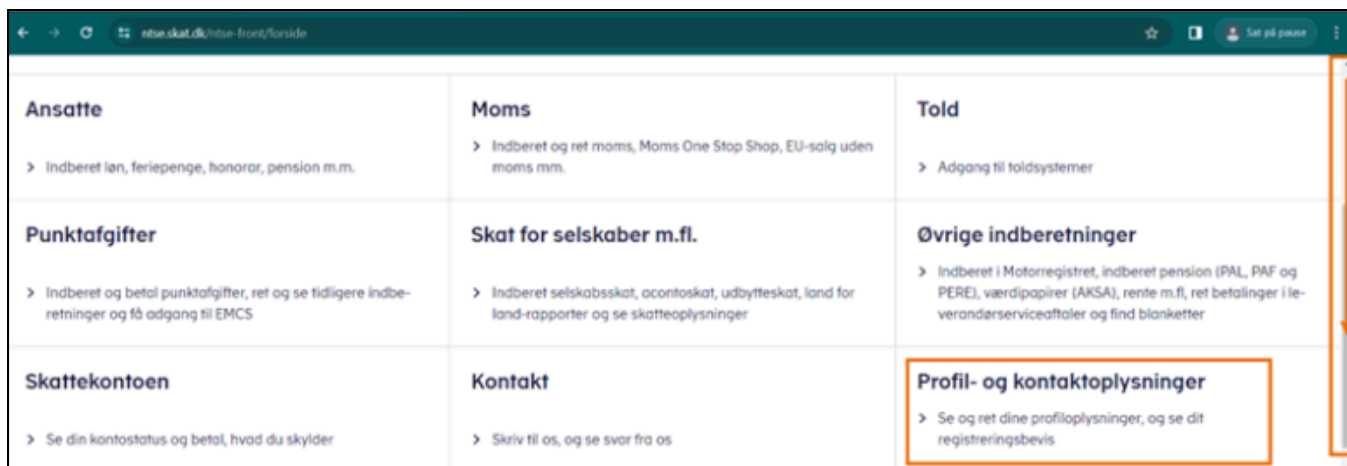 ntse.skat.dk/ntse-front/forside
Sat på pause
Ansatte
Indberet løn, feriepenge, honorar, pension m.m.
Moms
Indberet og ret moms, Moms One Stop Shop, EU-salg uden
moms mm.
Told
Adgang til toldsystemer
Punktafgifter
Indberet og betal punktafgifter, ret og se tidligere indbe-
retninger og få adgang til EMCS
Skat for selskaber m.fl.
Indberet selskabsskat, acontoskat, udbytteskat, land for
land-rapporter og se skatteoplysninger
Øvrige indberetninger
Indberet i Motorregistret, indberet pension (PAL, PAF og
PERE), værdipapirer (AKSA), rente m.fl, ret betalinger i le-
verandørserviceaftaler og find blanketter
Skattekontoen
Se din kontostatus og betal, hvad du skylder
Kontakt
Skriv til os, og se svar fra os
Profil- og kontaktoplysninger
Se og ret dine profiloplysninger, og se dit
registreringsbevis